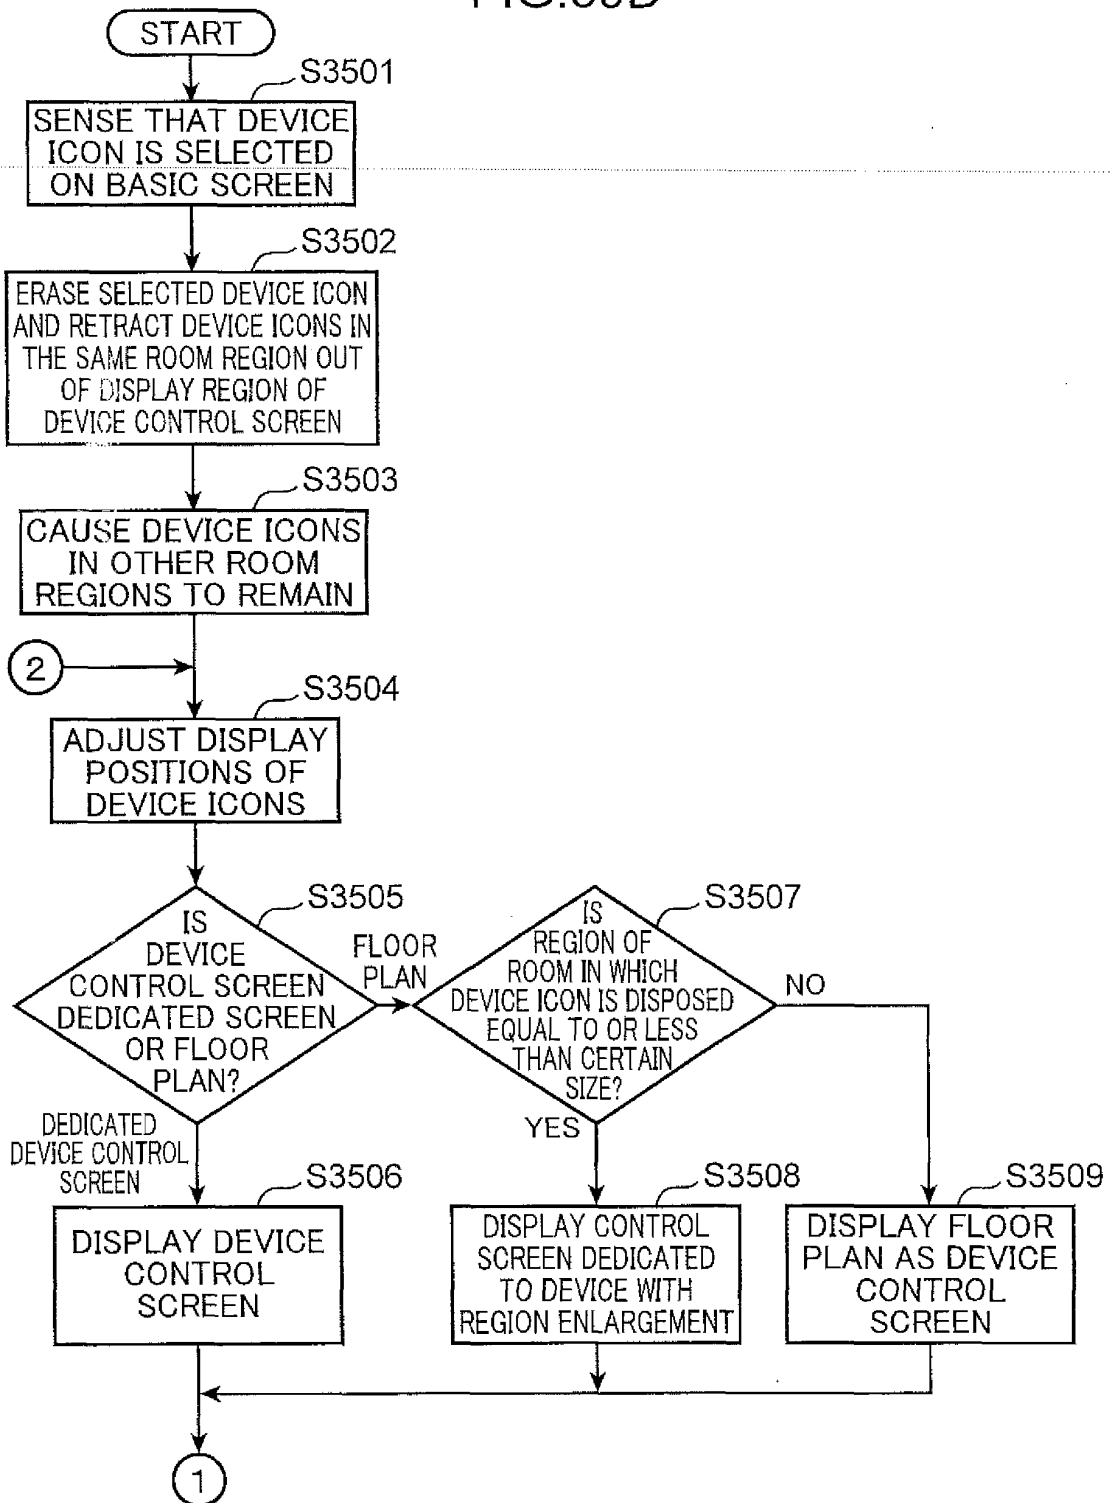 START
S3501
SENSE THAT DEVICE
ICON IS SELECTED
ON BASIC SCREEN
S3502
ERASE SELECTED DEVICE ICON
AND RETRACT DEVICE ICONS IN
THE SAME ROOM REGION OUT
OF DISPLAY REGION OF
DEVICE CONTROL SCREEN
S3503
CAUSE DEVICE ICONS
IN OTHER ROOM
REGIONS TO REMAIN
2
S3504
ADJUST DISPLAY
POSITIONS OF
DEVICE ICONS
S3505
IS
DEVICE
CONTROL SCREEN
DEDICATED SCREEN
OR FLOOR
PLAN?
FLOOR
PLAN
S3507
IS
REGION OF
ROOM IN WHICH
DEVICE ICON IS DISPOSED
EQUAL TO OR LESS
THAN CERTAIN
SIZE?
NO
YES
DEDICATED
DEVICE CONTROL
SCREEN
S3506
DISPLAY DEVICE
CONTROL
SCREEN
S3508
DISPLAY CONTROL
SCREEN DEDICATED
TO DEVICE WITH
REGION ENLARGEMENT
S3509
DISPLAY FLOOR
PLAN AS DEVICE
CONTROL
SCREEN
1